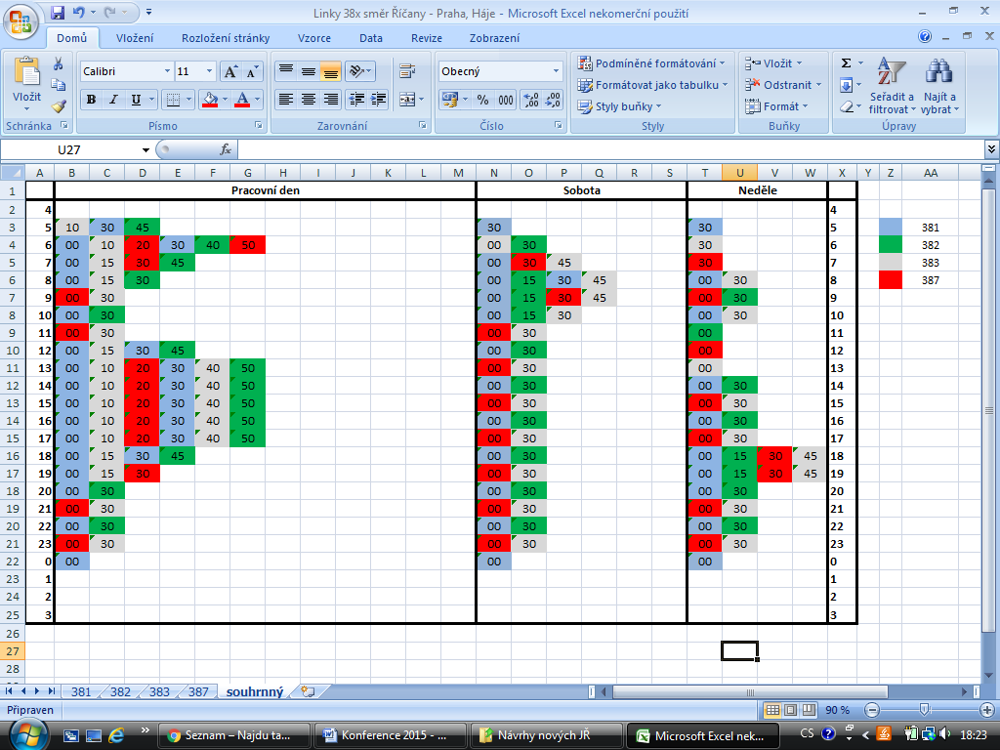 Linky 38x směr Říčany - Praha, Háje - Microsoft Excel nekomerční použití
Domů Vložení Rozložení stránky Vzorce Data Revize Zobrazení
Vložit
Calibri 11
B I U
Obecný
% 000
Podmíněné formátování
Formátovat jako tabulku
Styly buňky
Vložit
Odstranit
Formát
Σ
Seřadit a filtrovat
Najít a vybrat
Schránka Písmo Zarovnání Číslo Styly Buňky Úpravy
U27 fx
A B C D E F G H I J K L M N O P Q R S T U V W X Y Z AA
1 Pracovní den Sobota Neděle
2 4 4
3 5 10 30 45 30 30 5 381
4 6 00 10 20 30 40 50 00 30 30 6 382
5 7 00 15 30 45 00 30 45 30 7 383
6 8 00 15 30 00 15 30 45 00 30 8 387
7 9 00 30 00 15 30 45 00 30 9
8 10 00 30 00 15 30 00 30 10
9 11 00 30 00 30 00 11
10 12 00 15 30 45 00 30 00 12
11 13 00 10 20 30 40 50 00 30 00 13
12 14 00 10 20 30 40 50 00 30 00 30 14
13 15 00 10 20 30 40 50 00 30 00 30 15
14 16 00 10 20 30 40 50 00 30 00 30 16
15 17 00 10 20 30 40 50 00 30 00 30 17
16 18 00 15 30 45 00 30 00 15 30 45 18
17 19 00 15 30 00 30 00 15 30 45 19
18 20 00 30 00 30 00 30 20
19 21 00 30 00 30 00 30 21
20 22 00 30 00 30 00 30 22
21 23 00 30 00 30 00 30 23
22 0 00 00 00 0
23 1 1
24 2 2
25 3 3
26
27
28
381 382 383 387 souhrnný
Připraven 90 %
Seznam – Najdu ta... Konference 2015 - ... Návrhy nových JŘ Microsoft Excel nek... CS 18:23